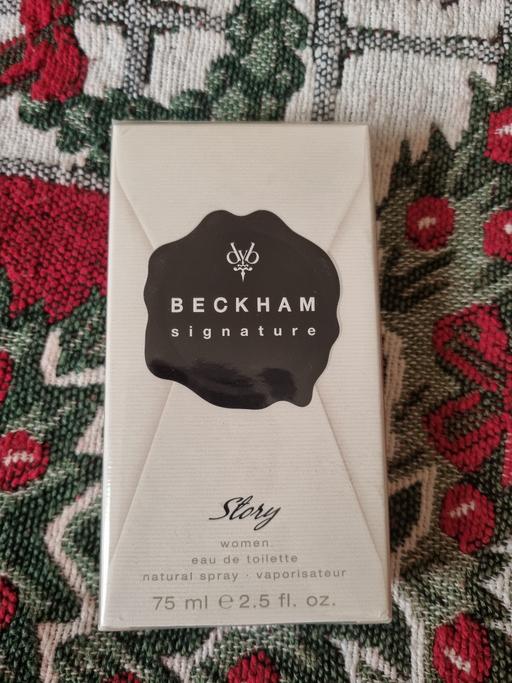 dvb
BECKHAM
signature
Story
women.
eau de toilette
natural spray · vaporisateur
75 ml ℮ 2.5 fl. oz.